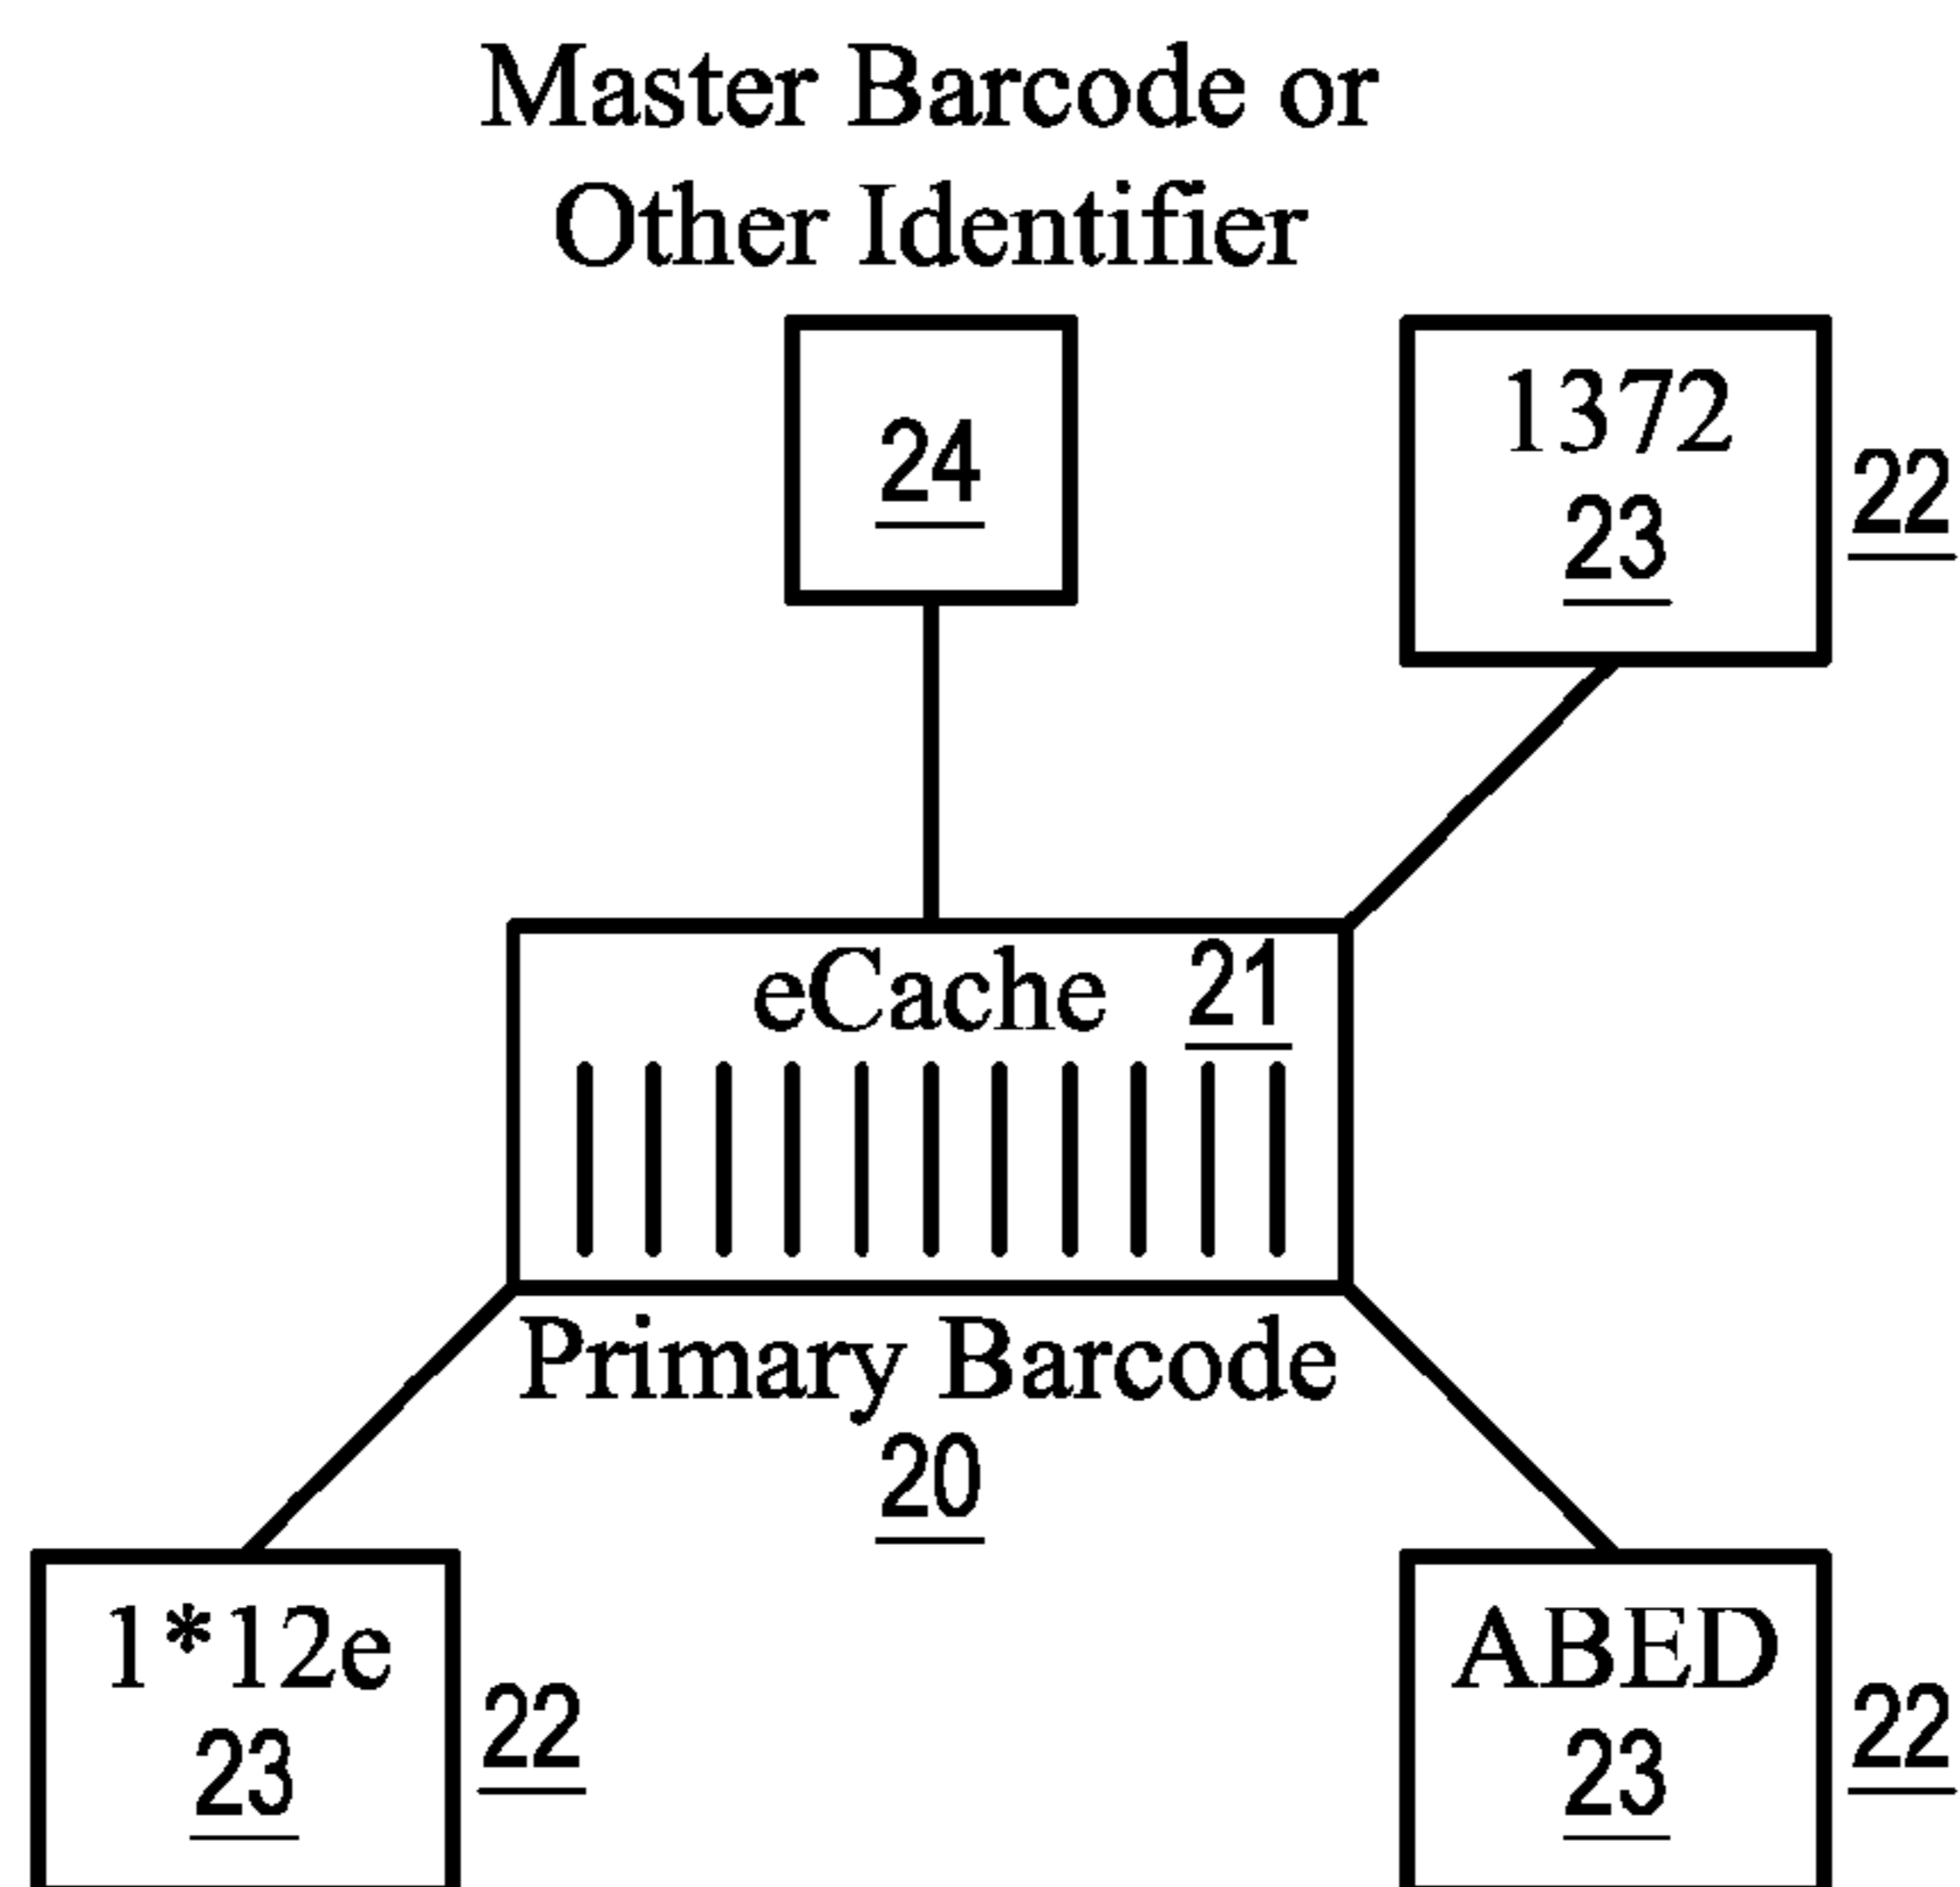 Master Barcode or
Other Identifier
24
1372
23
22
eCache 21
Primary Barcode
20
1*12e
23
22
ABED
23
22